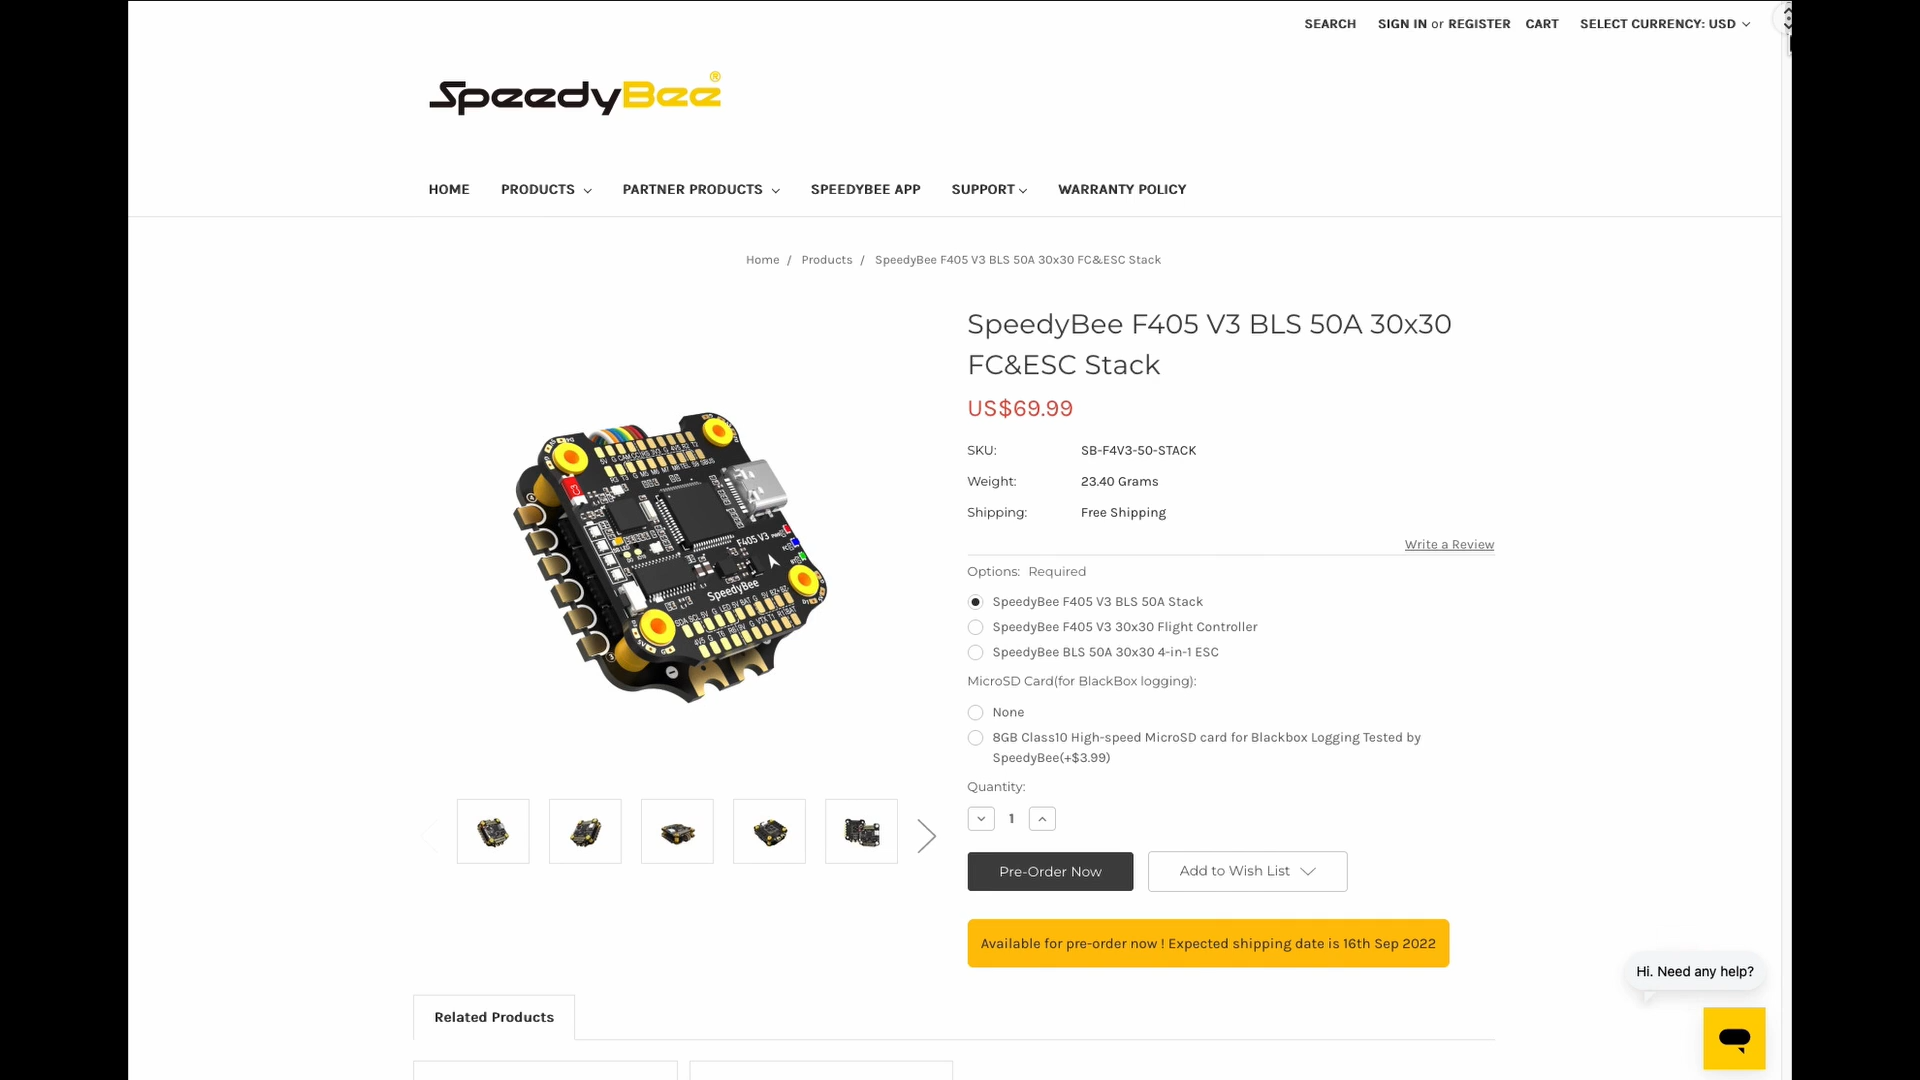 SEARCH SIGN IN or REGISTER CART SELECT CURRENCY: USD
SpeedyBee®
HOME PRODUCTS PARTNER PRODUCTS SPEEDYBEE APP SUPPORT WARRANTY POLICY
Home / Products / SpeedyBee F405 V3 BLS 50A 30x30 FC&ESC Stack
SpeedyBee F405 V3 BLS 50A 30x30
FC&ESC Stack
US$69.99
SKU: SB-F4V3-50-STACK
Weight: 23.40 Grams
Shipping: Free Shipping
Write a Review
Options: Required
SpeedyBee F405 V3 BLS 50A Stack
SpeedyBee F405 V3 30x30 Flight Controller
SpeedyBee BLS 50A 30x30 4-in-1 ESC
MicroSD Card(for BlackBox logging):
None
8GB Class10 High-speed MicroSD card for Blackbox Logging Tested by
SpeedyBee(+$3.99)
Quantity:
1
Pre-Order Now Add to Wish List
Available for pre-order now ! Expected shipping date is 16th Sep 2022
F405 V3
SpeedyBee
Hi. Need any help?
Related Products